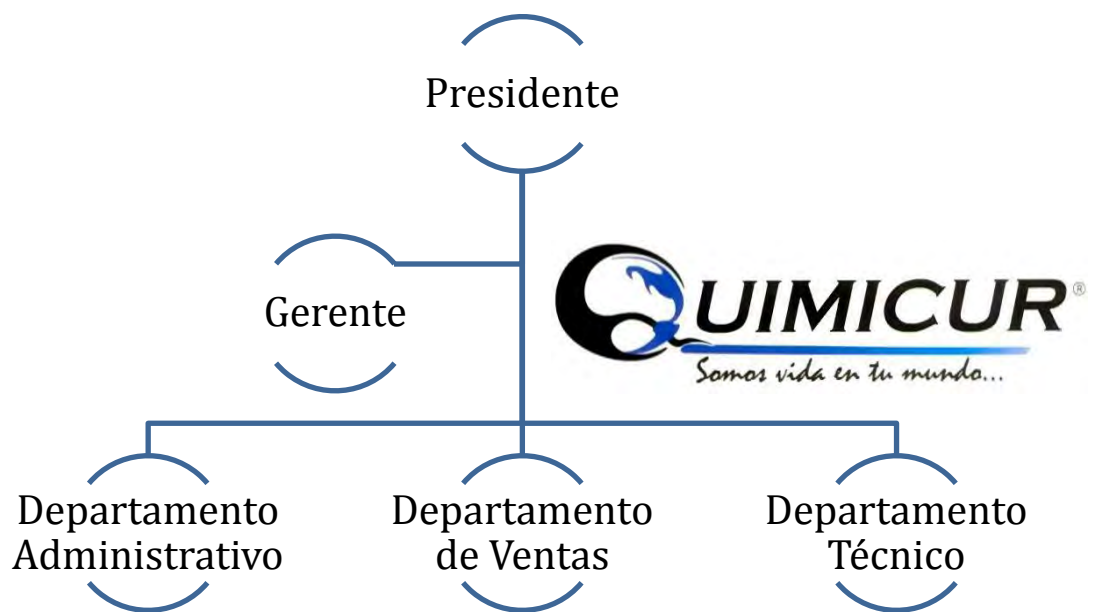 Presidente
Gerente
QUIMICUR®
Somos vida en tu mundo...
Departamento
Administrativo
Departamento
de Ventas
Departamento
Técnico